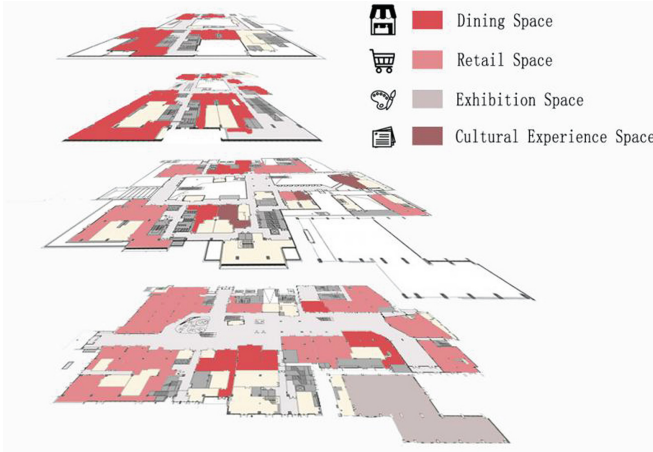 Dining Space
Retail Space
Exhibition Space
Cultural Experience Space